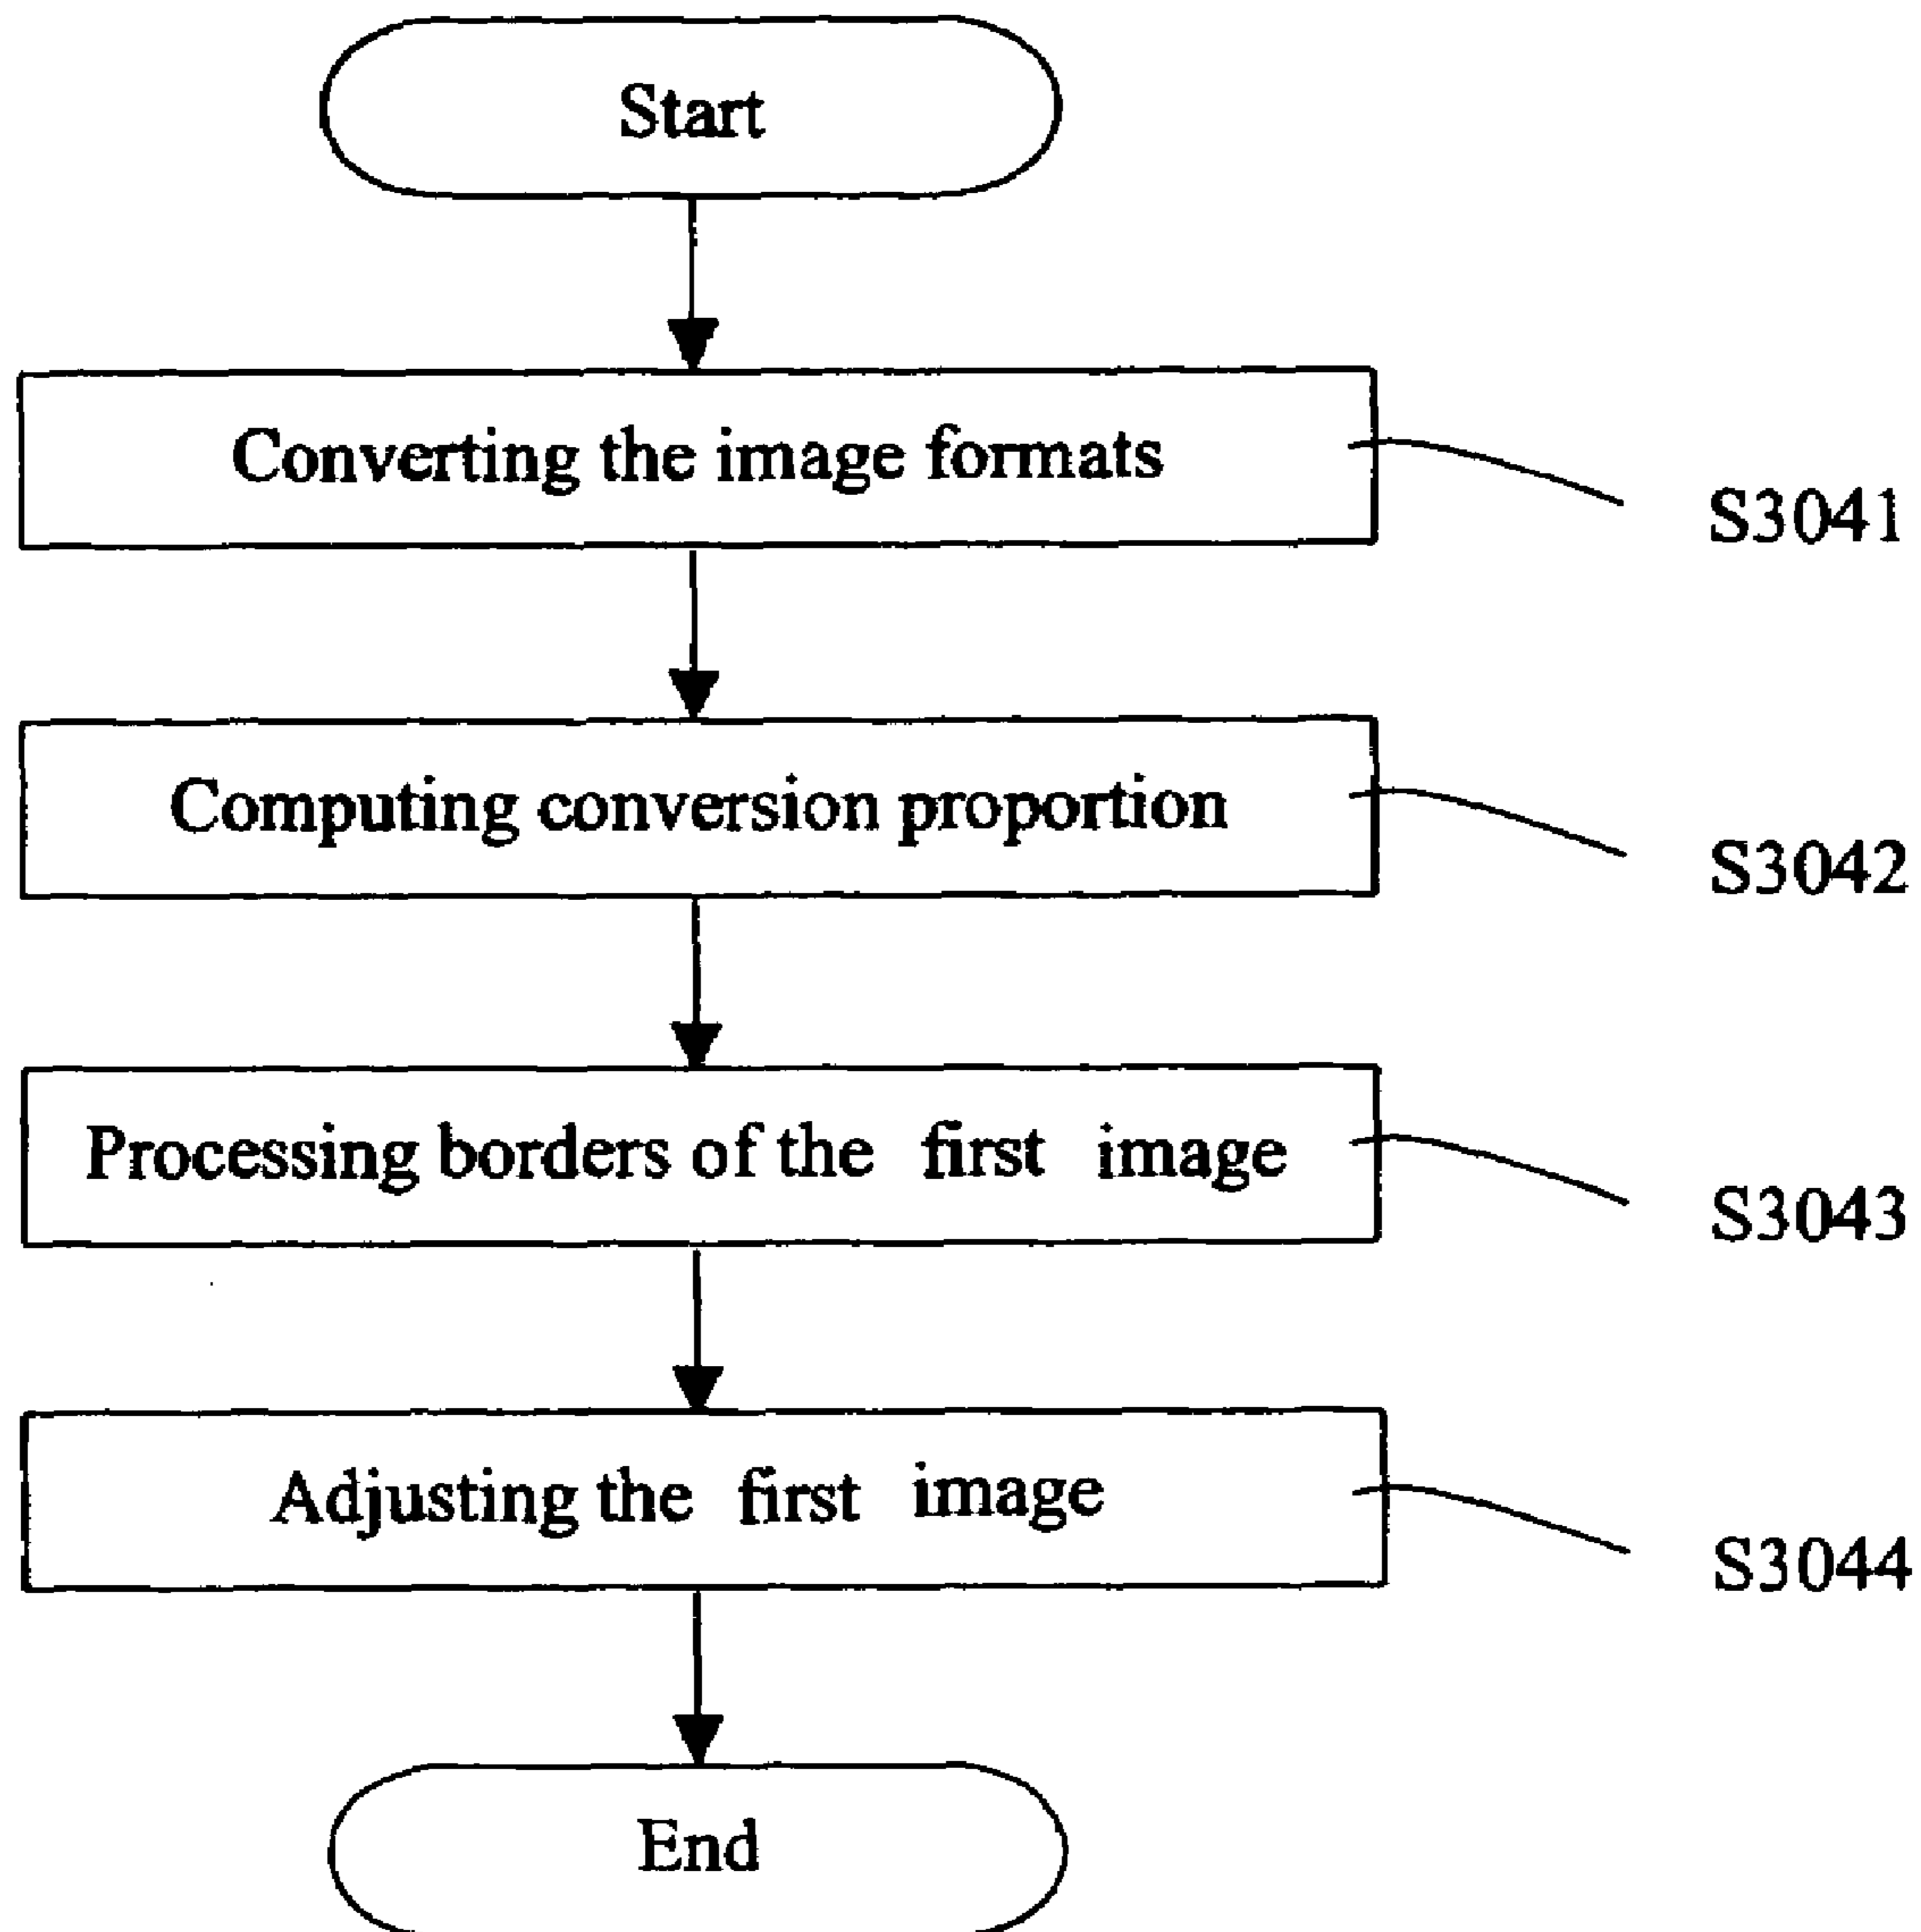 Start
Converting the image formats
S3041
Computing conversion proportion
S3042
Processing borders of the first image
S3043
Adjusting the first image
S3044
End